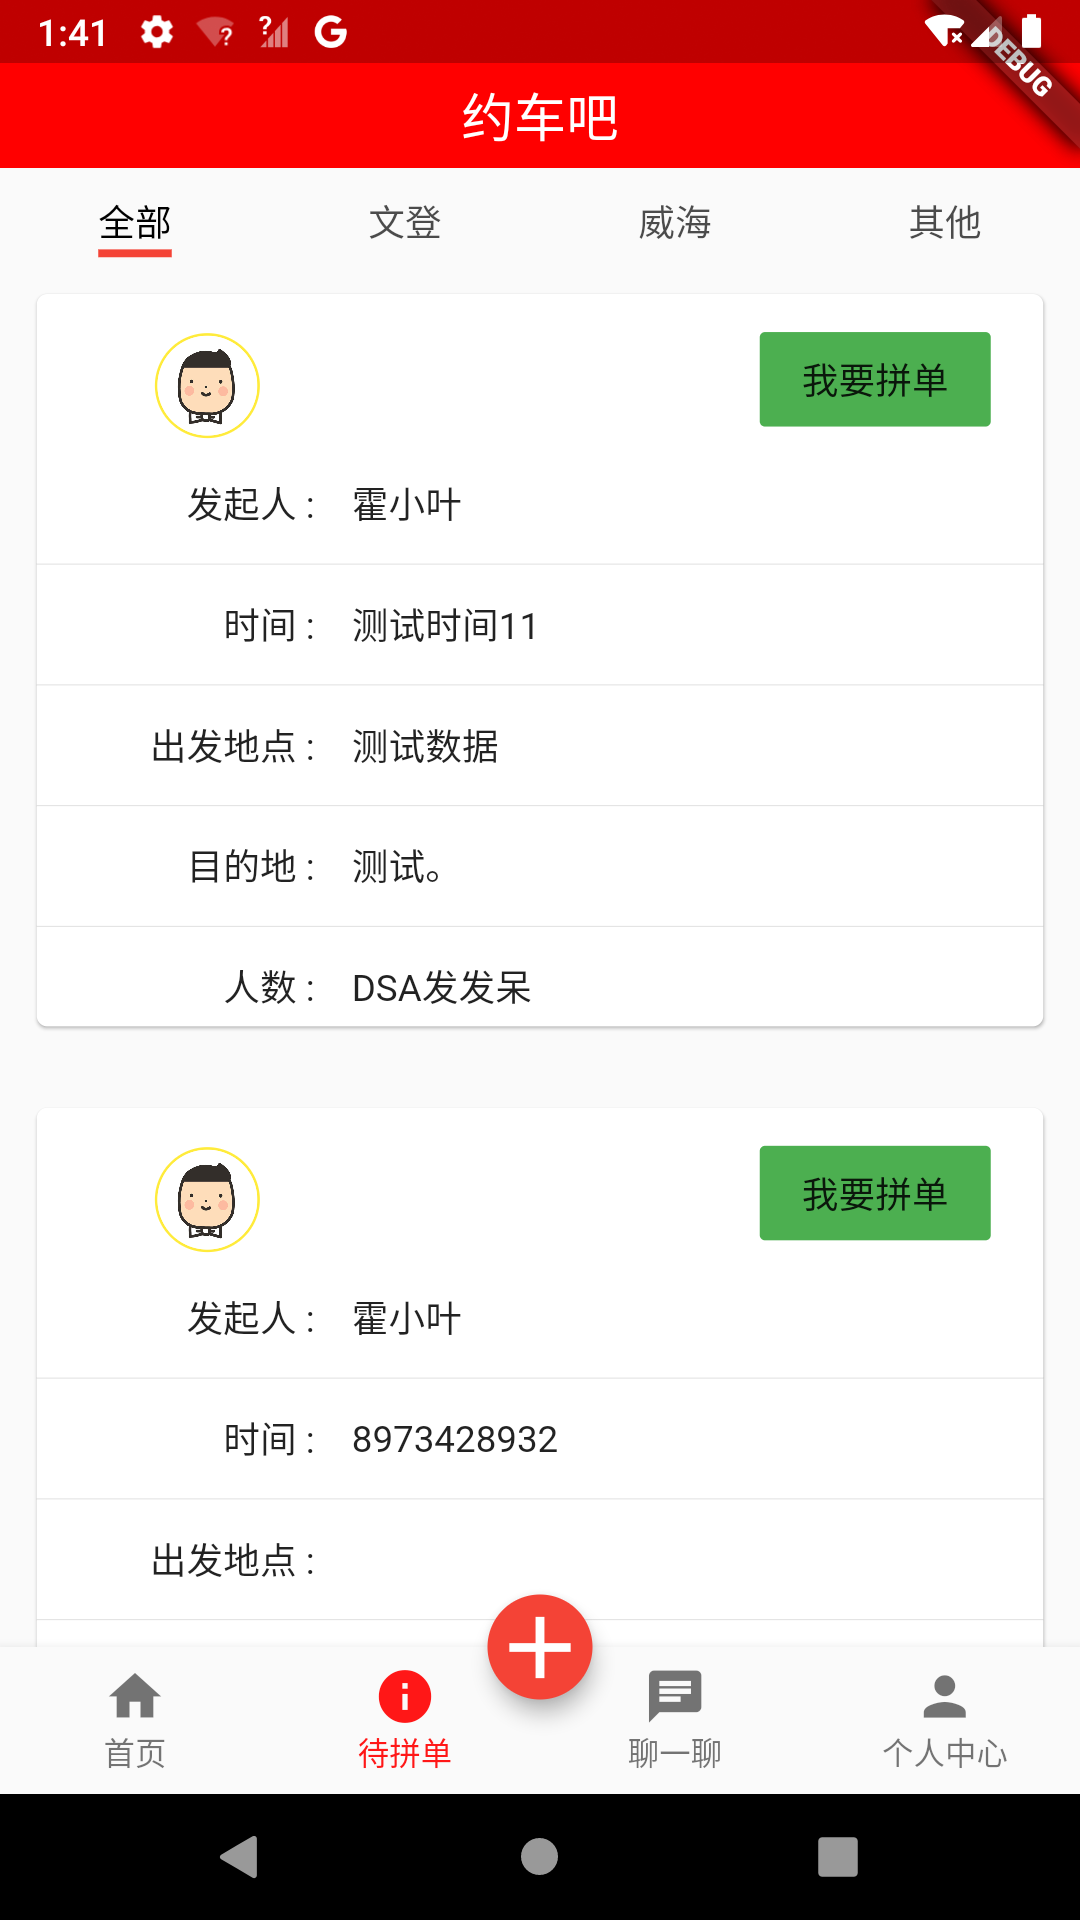 1:41
DEBUG
约车吧
全部 文登 威海 其他
我要拼单
发起人： 霍小叶
时间： 测试时间11
出发地点： 测试数据
目的地： 测试。
人数： DSA发发呆
我要拼单
发起人： 霍小叶
时间： 8973428932
出发地点：
首页 待拼单 聊一聊 个人中心